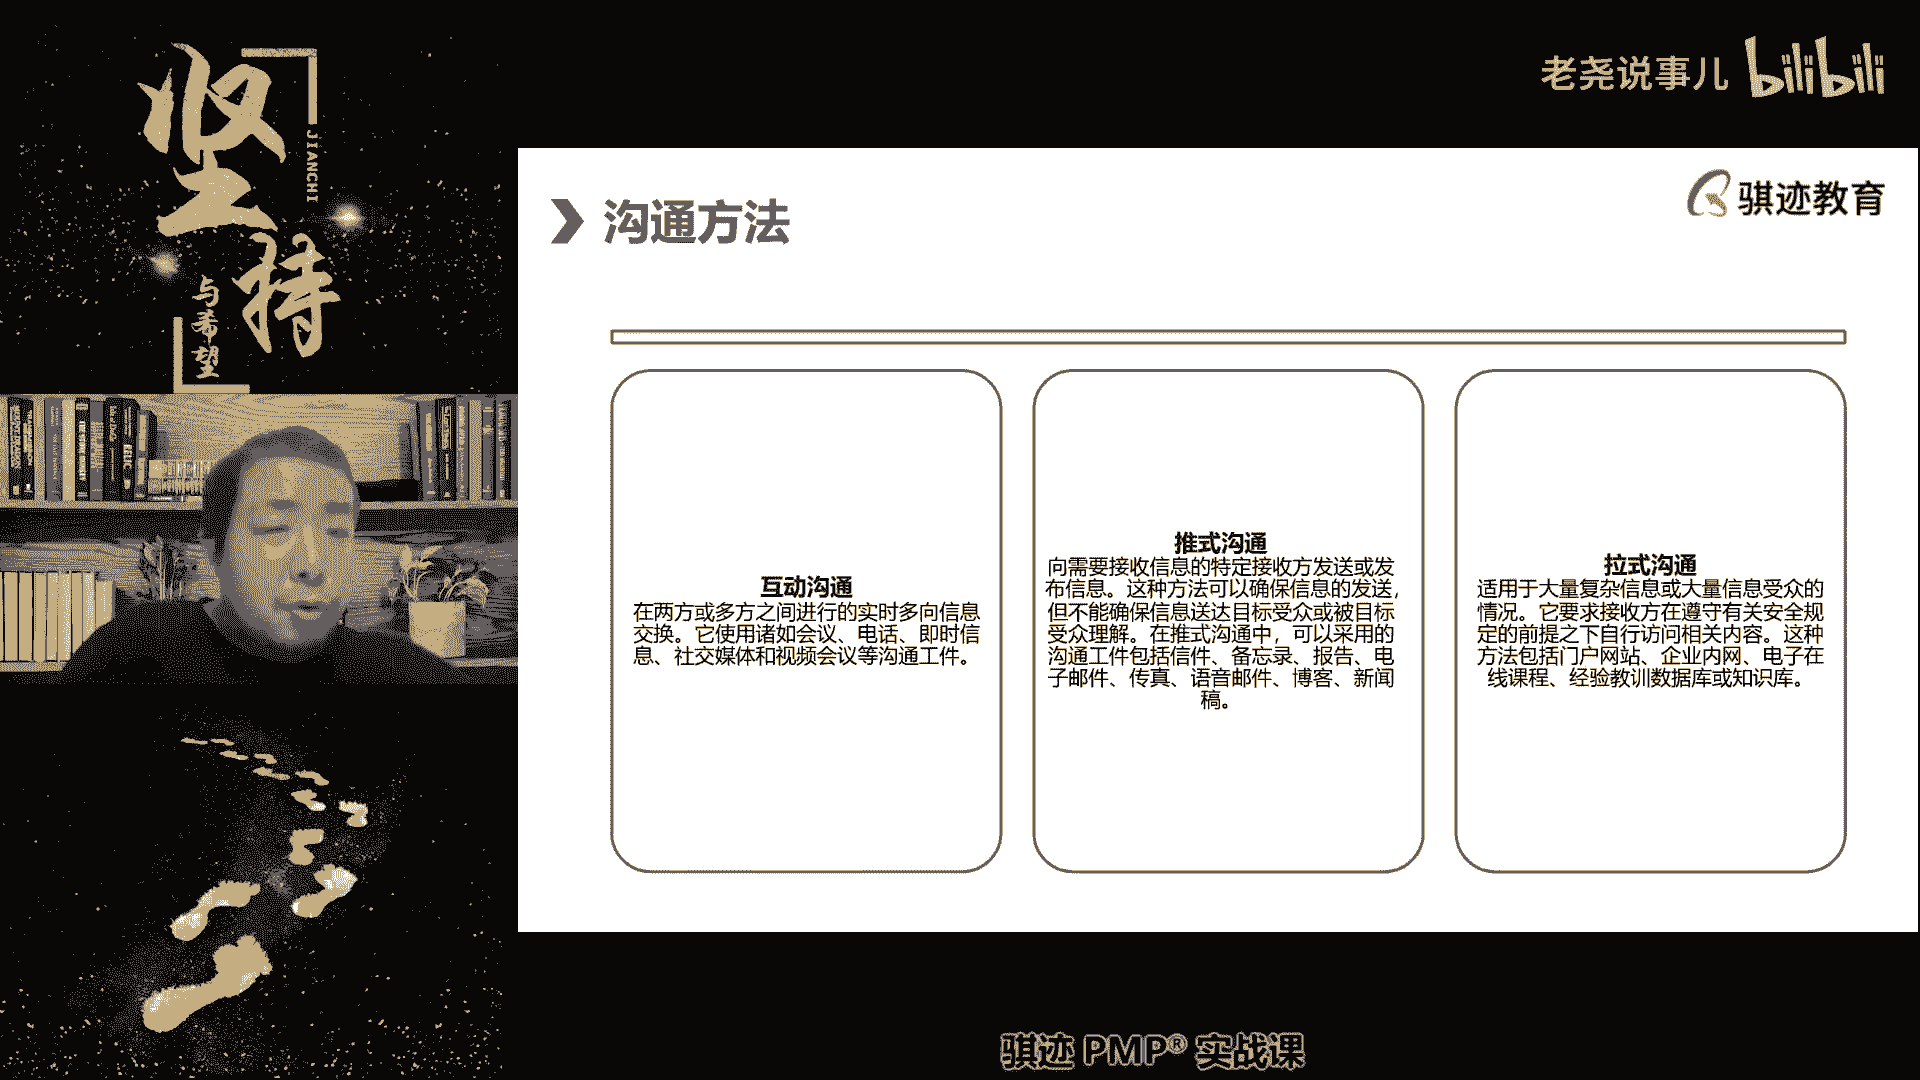 坚持
JIANCHI
与希望
老尧说事儿 bilibili
骐迹教育
沟通方法
互动沟通
在两方或多方之间进行的实时多向信息
交换。它使用诸如会议、电话、即时信
息、社交媒体和视频会议等沟通工件。
推式沟通
向需要接收信息的特定接收方发送或发
布信息。这种方法可以确保信息的发送,
但不能确保信息送达目标受众或被目标
受众理解。在推式沟通中，可以采用的
沟通工件包括信件、备忘录、报告、电
子邮件、传真、语音邮件、博客、新闻
稿。
拉式沟通
适用于大量复杂信息或大量信息受众的
情况。它要求接收方在遵守有关安全规
定的前提之下自行访问相关内容。这种
方法包括门户网站、企业内网、电子在
线课程、经验教训数据库或知识库。
骐迹 PMP® 实战课